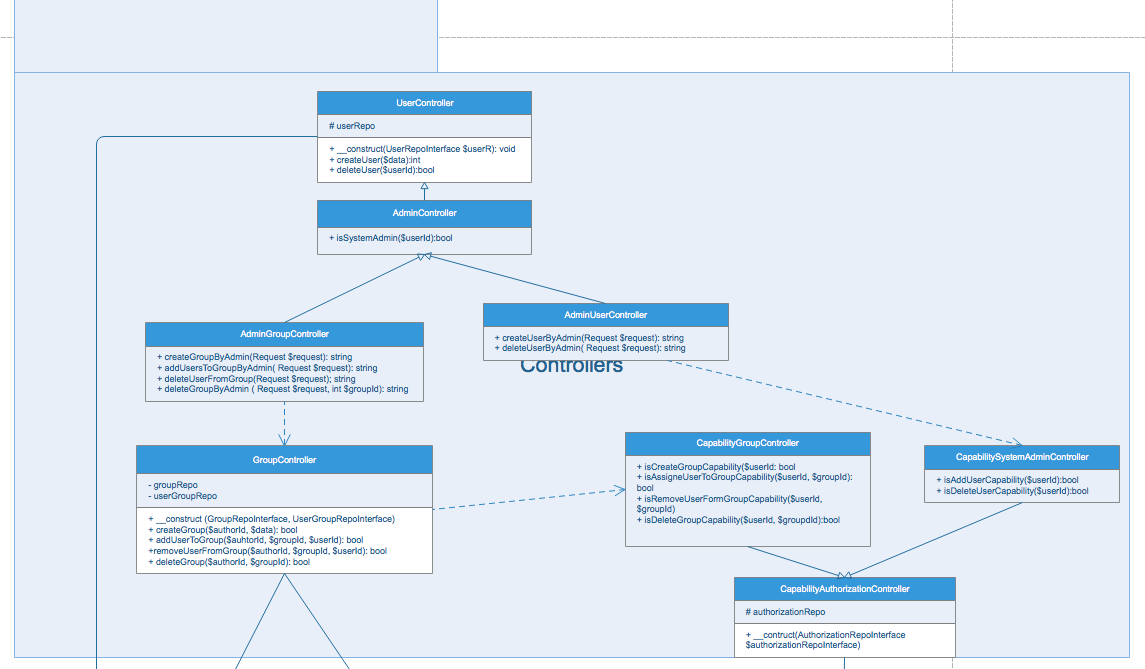 UserController
# userRepo
+ __construct(UserRepoInterface $userR): void
+ createUser($data):int
+ deleteUser($userId):bool
AdminController
+ isSystemAdmin($userId):bool
AdminUserController
+ createUserByAdmin(Request $request): string
+ deleteUserByAdmin( Request $request): string
Controllers
AdminGroupController
+ createGroupByAdmin(Request $request): string
+ addUsersToGroupByAdmin( Request $request): string
+ deleteUserFromGroup(Request $request); string
+ deleteGroupByAdmin ( Request $request, int $groupId): string
GroupController
- groupRepo
- userGroupRepo
+ __construct (GroupRepoInterface, UserGroupRepoInterface)
+ createGroup($authorId, $data): bool
+ addUserToGroup($auhtorId, $groupId, $userId): bool
+removeUserFromGroup($authorId, $groupId, $userId): bool
+ deleteGroup($authorId, $groupId): bool
CapabilityGroupController
+ isCreateGroupCapability($userId: bool
+ isAssigneUserToGroupCapability($userId, $groupId):
bool
+ isRemoveUserFormGroupCapability($userId,
$groupId)
+ isDeleteGroupCapability($userId, $groupdId):bool
CapabilitySystemAdminController
+ isAddUserCapability($userId):bool
+ isDeleteUserCapability($userId):bool
CapabilityAuthorizationController
# authorizationRepo
+ __contruct(AuthorizationRepoInterface
$authorizationRepoInterface)